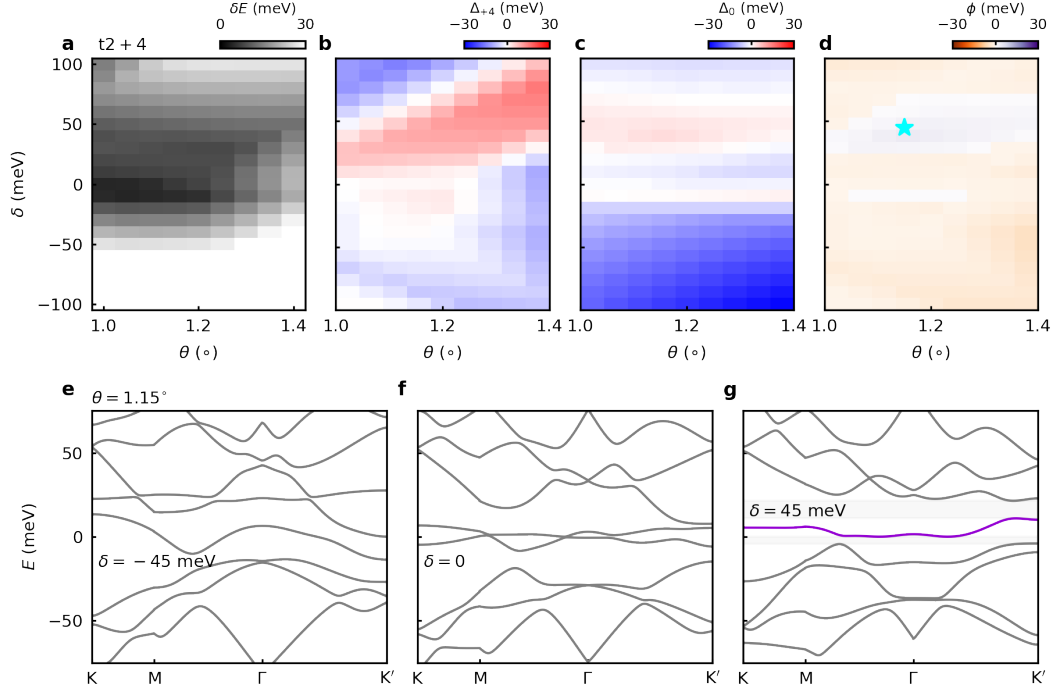 δE (meV)
0 30
Δ+4 (meV)
−30 0 30
Δ0 (meV)
−30 0 30
ϕ (meV)
−30 0 30
a t2 + 4
b
c
d
100
50
0
−50
−100
δ (meV)
1.0 1.2 1.4
θ (∘)
1.0 1.2 1.4
θ (∘)
1.0 1.2 1.4
θ (∘)
1.0 1.2 1.4
θ (∘)
e
θ = 1.15°
f
g
50
0
−50
E (meV)
δ = − 45 meV
K M Γ K′
δ = 0
K M Γ K′
δ = 45 meV
K M Γ K′